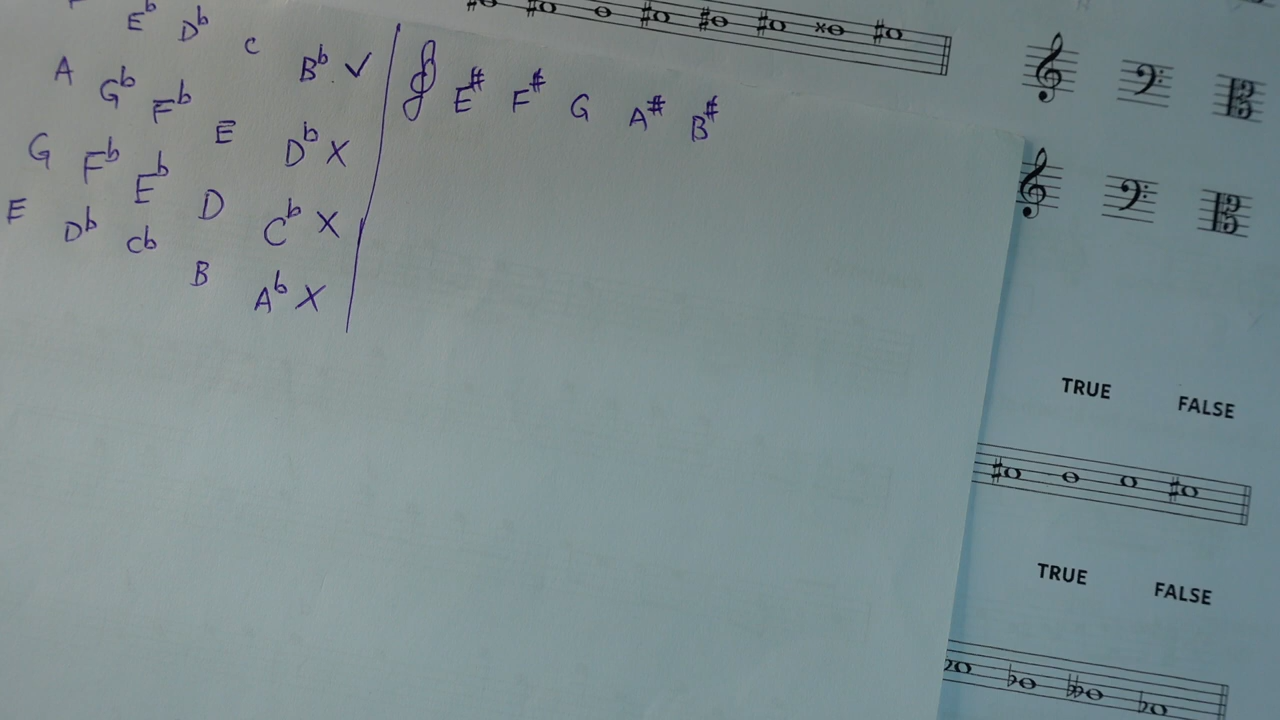 E♭ D♭ C B♭ ✓
A G♭ F♭ E D♭ X
G F♭ E♭ D C♭ X
E D♭ C♭ B A♭ X
E# F# G A# B#
TRUE FALSE
TRUE FALSE